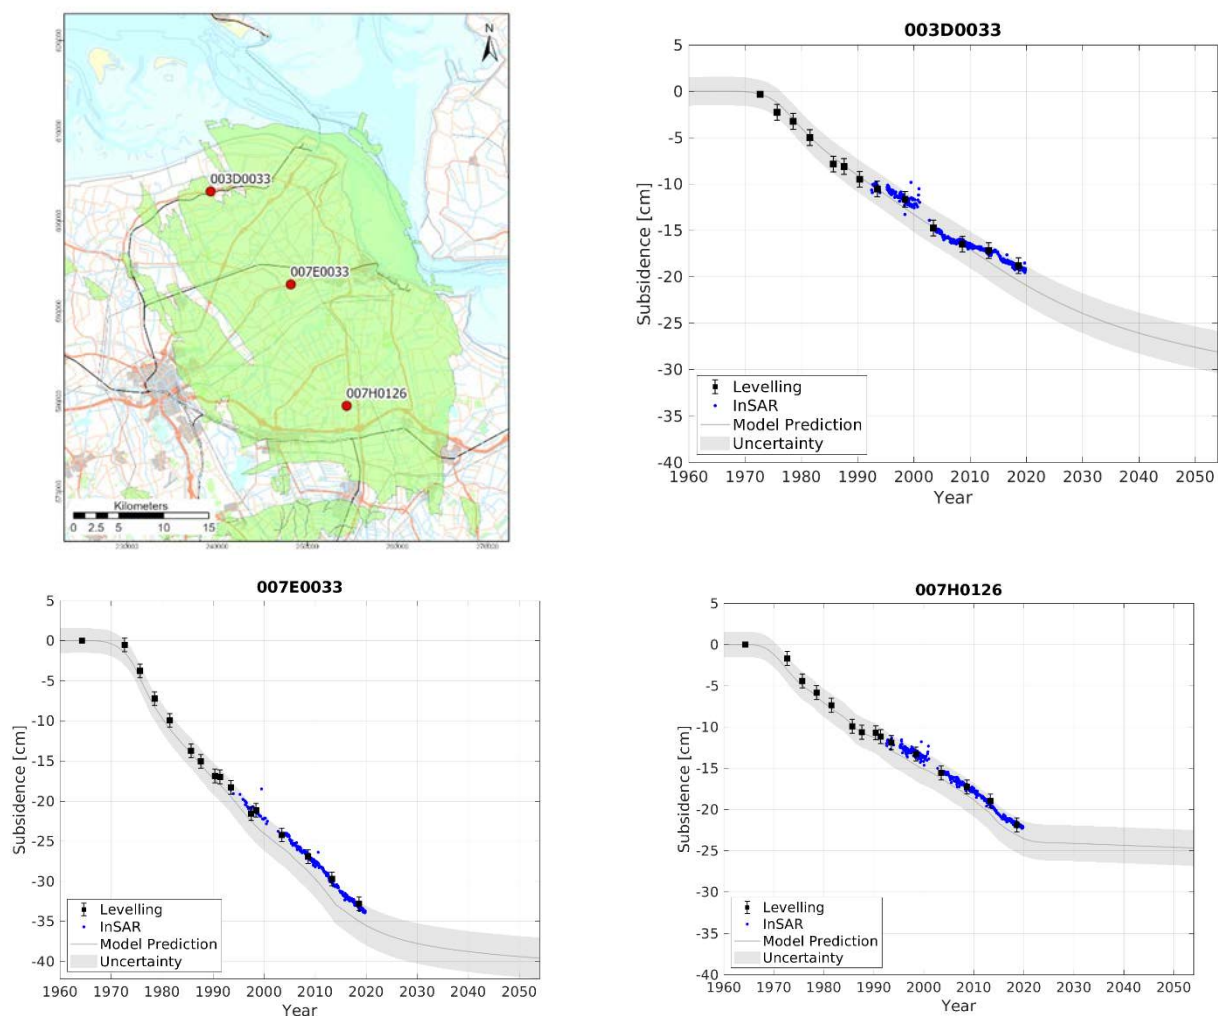 N
003D0033
007E0033
007H0126
Kilometers
0 2.5 5 10 15
003D0033
5
0
-5
-10
-15
-20
-25
-30
-35
-40
Subsidence [cm]
Levelling
InSAR
Model Prediction
Uncertainty
1960 1970 1980 1990 2000 2010 2020 2030 2040 2050
Year
007E0033
5
0
-5
-10
-15
-20
-25
-30
-35
-40
Subsidence [cm]
Levelling
InSAR
Model Prediction
Uncertainty
1960 1970 1980 1990 2000 2010 2020 2030 2040 2050
Year
007H0126
5
0
-5
-10
-15
-20
-25
-30
-35
-40
Subsidence [cm]
Levelling
InSAR
Model Prediction
Uncertainty
1960 1970 1980 1990 2000 2010 2020 2030 2040 2050
Year